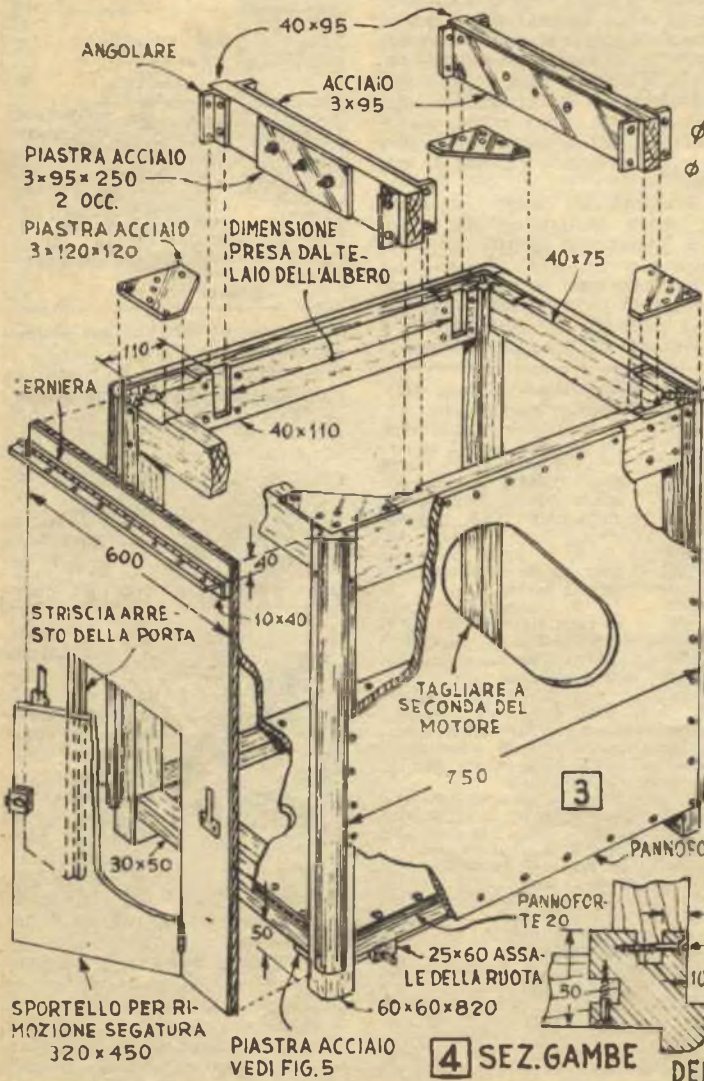 40×95
ANGOLARE
ACCIAIO
3×95
PIASTRA ACCIAIO
3×95×250
2 OCC.
PIASTRA ACCIAIO
3×120×120
DIMENSIONE
PRESA DAL TE-
LAIO DELL'ALBERO
40×75
Ø
Ø
110
ERNIERA
40×110
600
40
10×40
STRISCIA ARRE-
STO DELLA PORTA
TAGLIARE A
SECONDA DEL
MOTORE
750
3
30×50
PANNOFO
PANNOFOR-
TE 20
50
25×60 ASSA-
LE DELLA RUOTA
60×60×820
50
10
SPORTELLO PER RI-
MOZIONE SEGATURA
320×450
PIASTRA ACCIAIO
VEDI FIG.5
4 SEZ.GAMBE